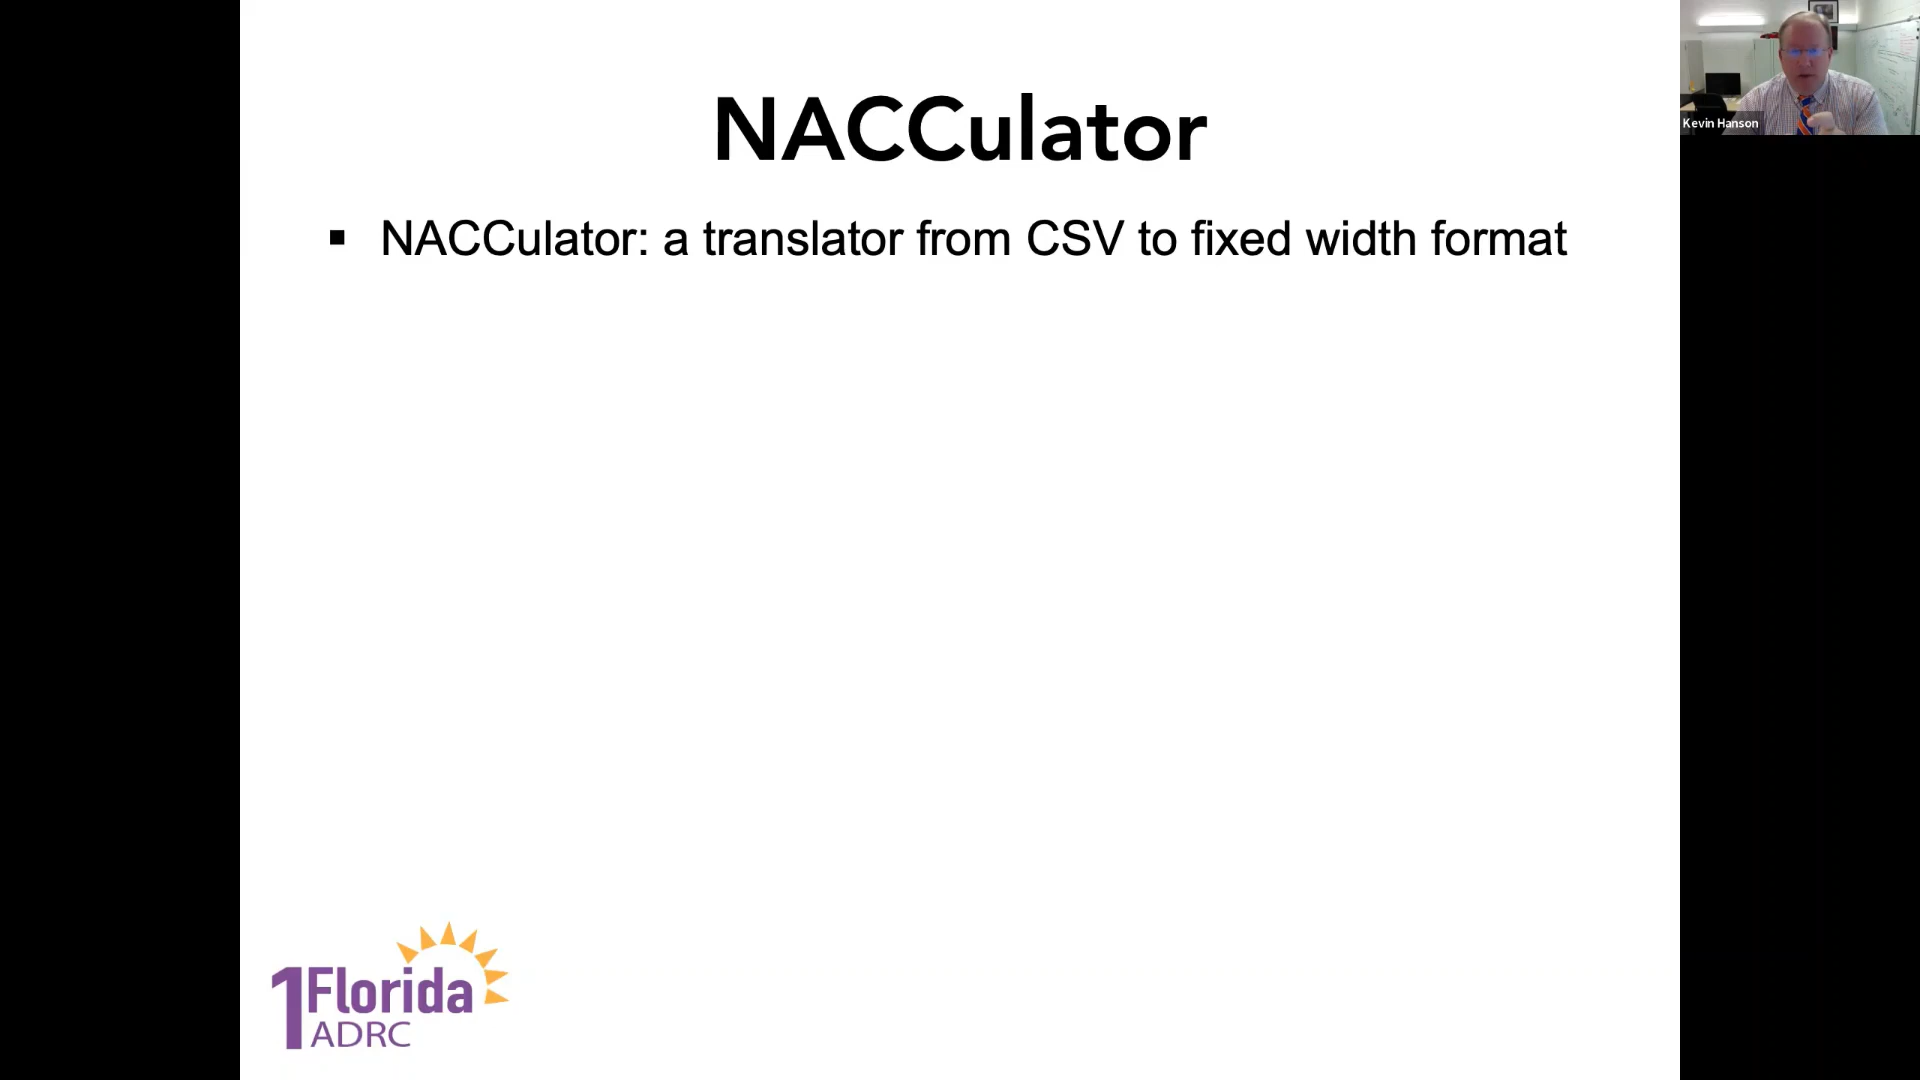 NACCulator
▪ NACCulator: a translator from CSV to fixed width format
Kevin Hanson
1Florida
ADRC